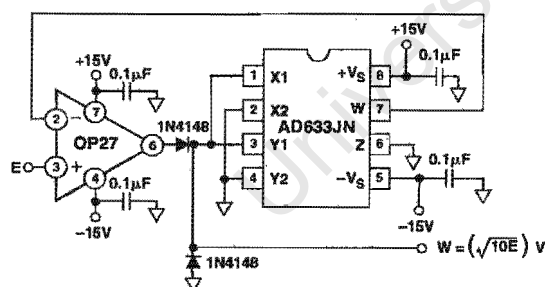 +15V
0.1μF
1N4148
2
−
7
OP27
6
E
3
+
4
0.1μF
−15V
1N4148
1
X1
2
X2
3
Y1
4
Y2
AD633JN
+VS
8
W
7
Z
6
−VS
5
+15V
0.1μF
0.1μF
−15V
W = (√10E) V
Univers